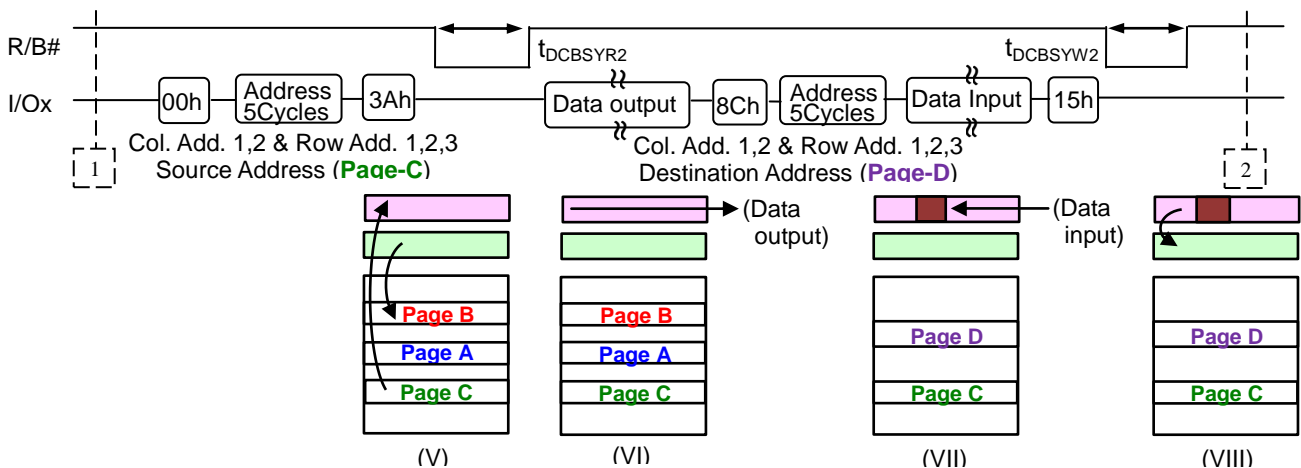 R/B#
tDCBSYR2
tDCBSYW2
I/Ox
00h
Address
5Cycles
3Ah
Data output
8Ch
Address
5Cycles
Data Input
15h
1
Col. Add. 1,2 & Row Add. 1,2,3
Source Address (Page-C)
Col. Add. 1,2 & Row Add. 1,2,3
Destination Address (Page-D)
2
(Data
output)
(Data
input)
Page B
Page A
Page C
Page B
Page A
Page C
Page D
Page C
Page D
Page C
(V)
(VI)
(VII)
(VIII)